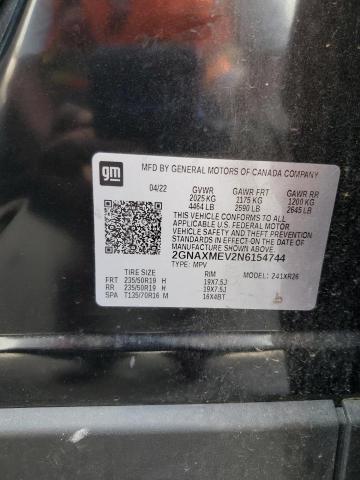 gm
MFD BY GENERAL MOTORS OF CANADA COMPANY
04/22 GVWR GAWR FRT GAWR RR
2025 KG 1175 KG 1200 KG
4464 LB 2590 LB 2645 LB
THIS VEHICLE CONFORMS TO ALL APPLICABLE
U.S. FEDERAL MOTOR VEHICLE SAFETY, BUMPER,
AND THEFT PREVENTION STANDARDS IN EFFECT
ON THE DATE OF MANUFACTURE SHOWN ABOVE.
2GNAXMEV2N6154744
TYPE: MPV
TIRE SIZE RIM MODEL: 241XR26
FRT 235/50R19 H 19X7.5J
RR 235/50R19 H 19X7.5J
SPA T135/70R16 M 16X4BT